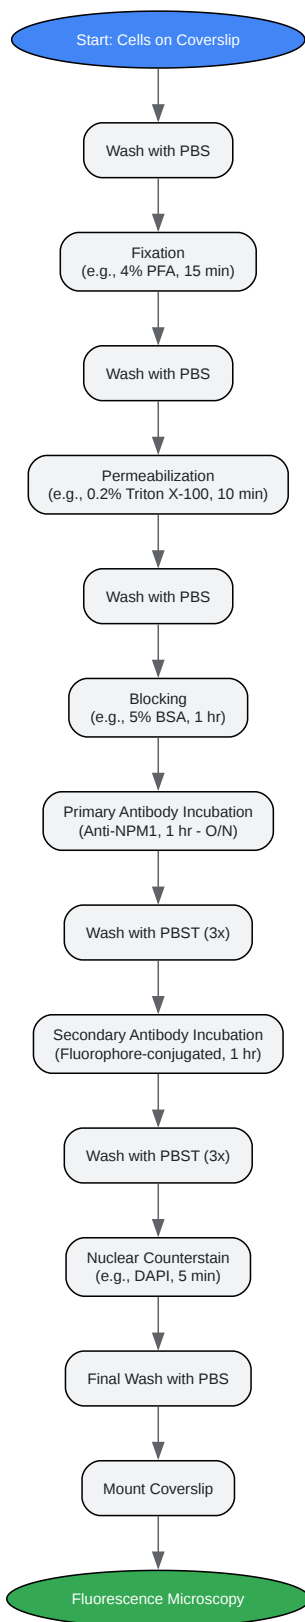 Start: Cells on Coverslip
Wash with PBS
Fixation
(e.g., 4% PFA, 15 min)
Wash with PBS
Permeabilization
(e.g., 0.2% Triton X-100, 10 min)
Wash with PBS
Blocking
(e.g., 5% BSA, 1 hr)
Primary Antibody Incubation
(Anti-NPM1, 1 hr - O/N)
Wash with PBST (3x)
Secondary Antibody Incubation
(Fluorophore-conjugated, 1 hr)
Wash with PBST (3x)
Nuclear Counterstain
(e.g., DAPI, 5 min)
Final Wash with PBS
Mount Coverslip
Fluorescence Microscopy